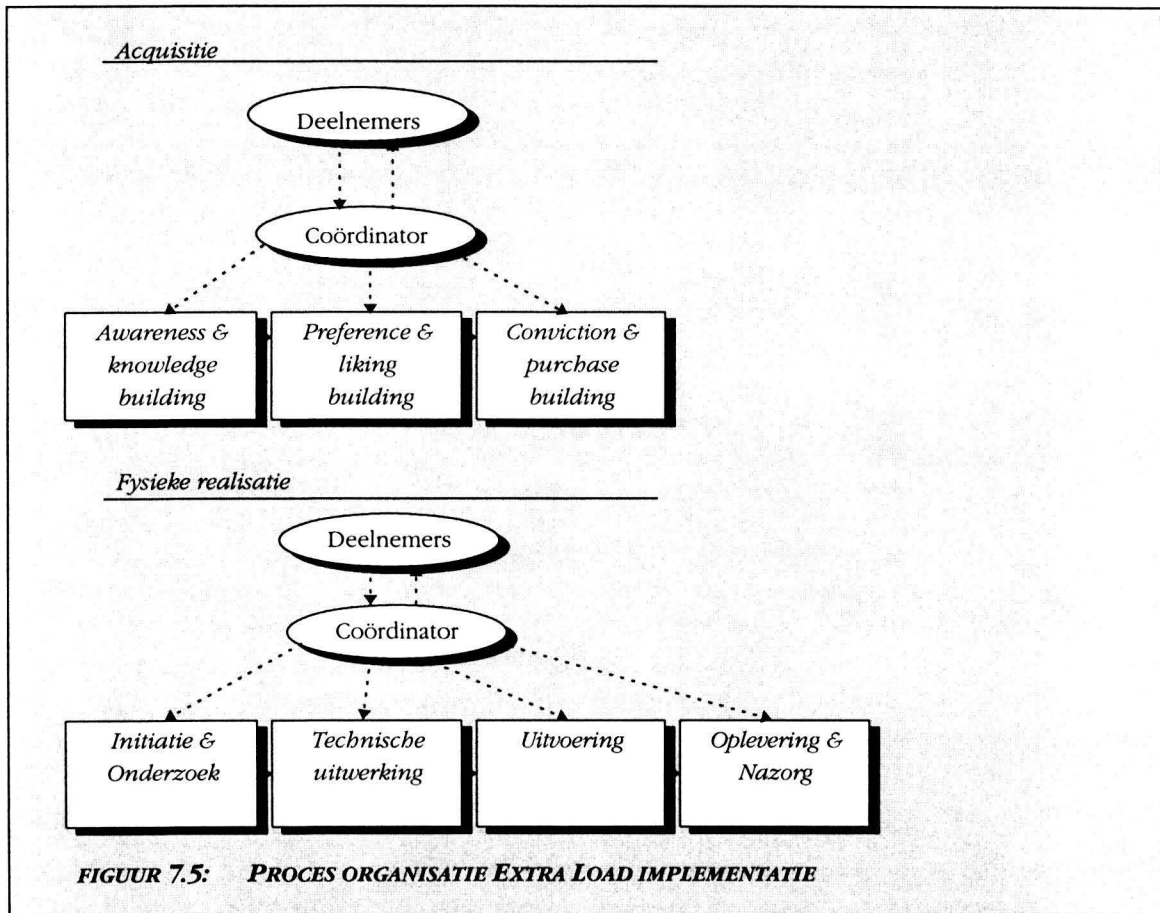 Acquisitie
Deelnemers
Coördinator
Awareness &
knowledge
building
Preference &
liking
building
Conviction &
purchase
building
Fysieke realisatie
Deelnemers
Coördinator
Initiatie &
Onderzoek
Technische
uitwerking
Uitvoering
Oplevering &
Nazorg
FIGUUR 7.5: PROCES ORGANISATIE EXTRA LOAD IMPLEMENTATIE